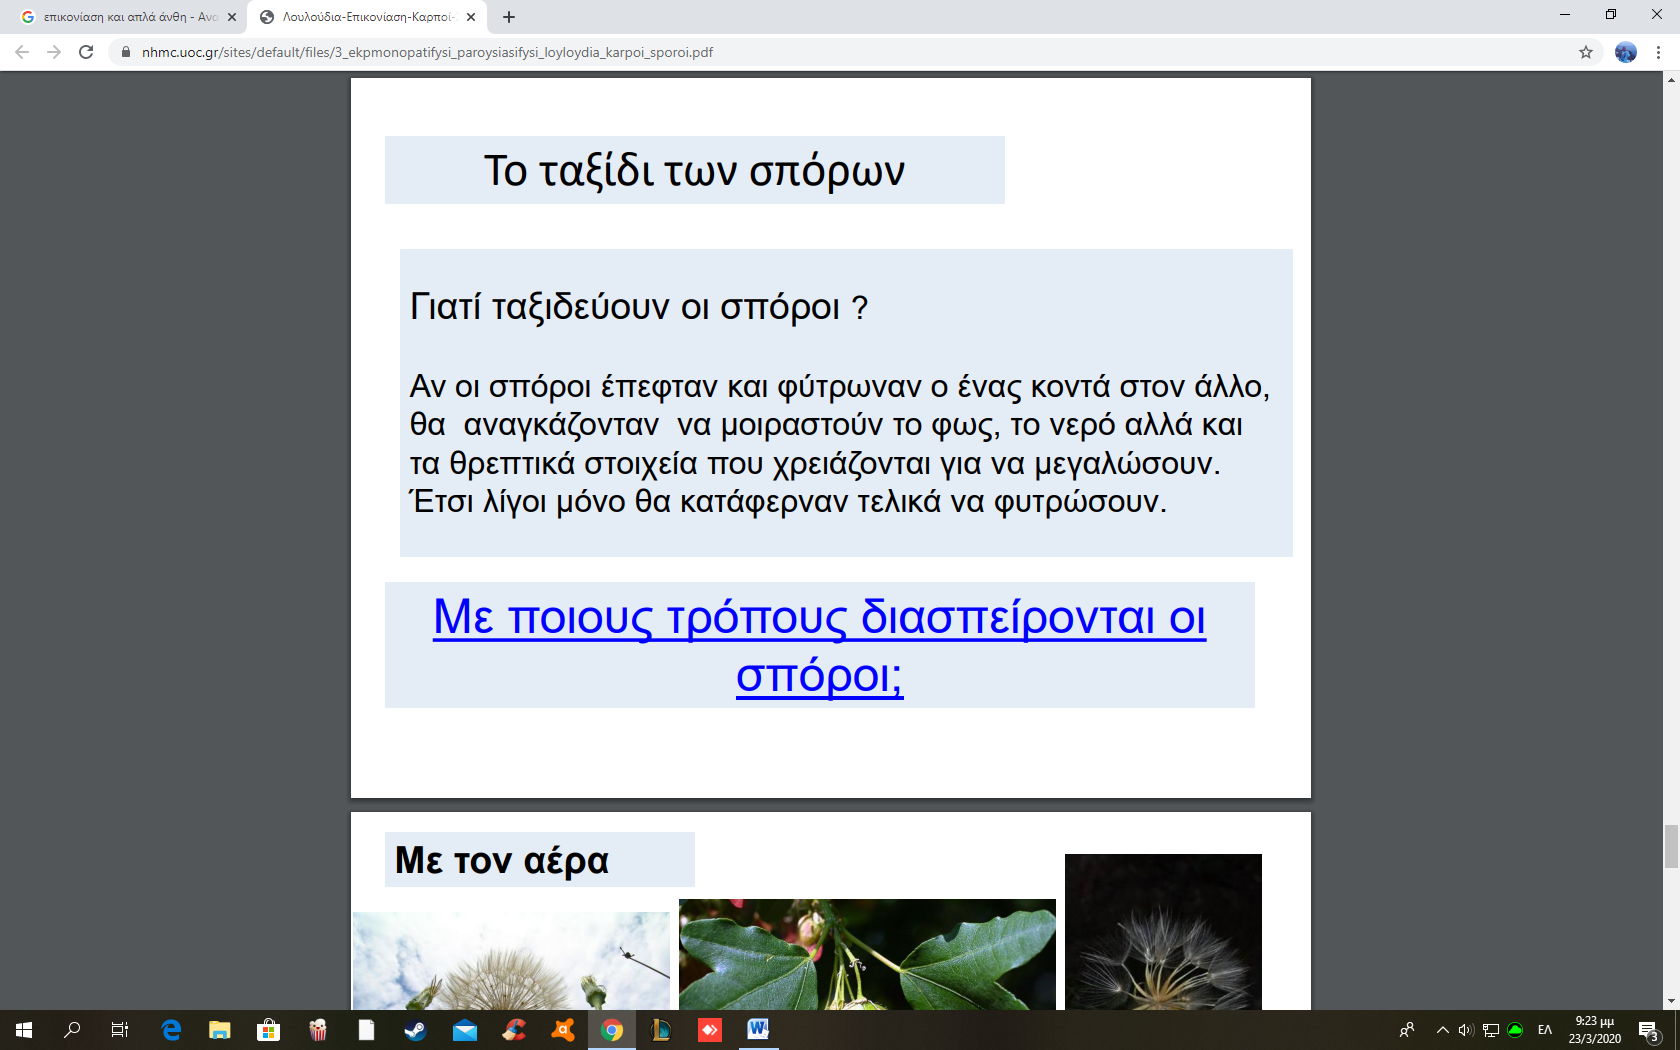 επικονίαση και απλά άνθη - Ανα
Λουλούδια-Επικονίαση-Καρποί-
nhmc.uoc.gr/sites/default/files/3_ekpmonopatifysi_paroysiasifysi_loyloydia_karpoi_sporoi.pdf
Το ταξίδι των σπόρων
Γιατί ταξιδεύουν οι σπόροι ?
Αν οι σπόροι έπεφταν και φύτρωναν ο ένας κοντά στον άλλο,
θα αναγκάζονταν να μοιραστούν το φως, το νερό αλλά και
τα θρεπτικά στοιχεία που χρειάζονται για να μεγαλώσουν.
Έτσι λίγοι μόνο θα κατάφερναν τελικά να φυτρώσουν.
Με ποιους τρόπους διασπείρονται οι
σπόροι;
Με τον αέρα
ΕΛ
9:23 μμ
23/3/2020
3